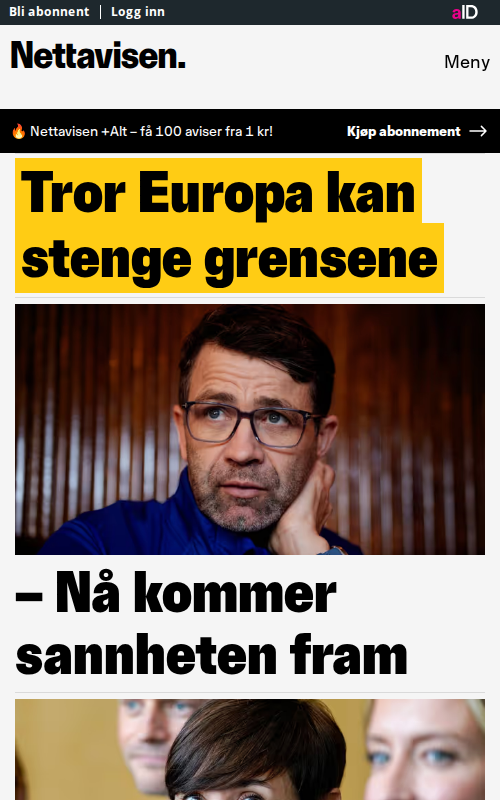 Bli abonnent | Logg inn
aID
Nettavisen.
Meny
🔥 Nettavisen +Alt – få 100 aviser fra 1 kr!
Kjøp abonnement →
Tror Europa kan
stenge grensene
– Nå kommer
sannheten fram